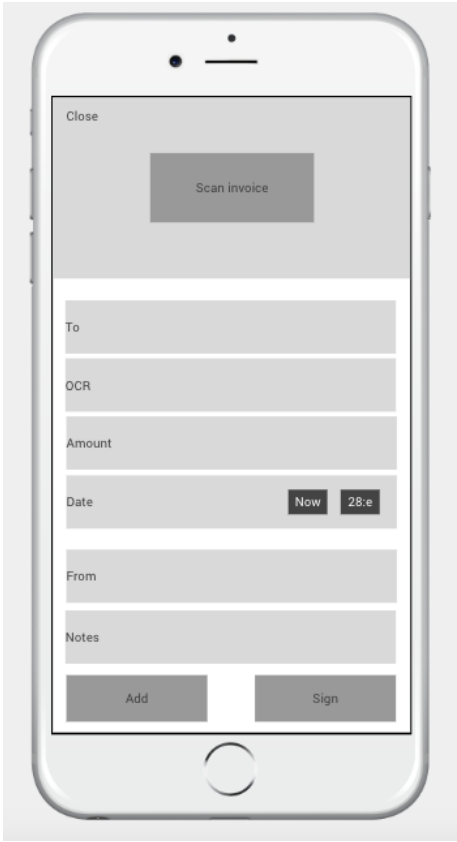 Close
Scan invoice
To
OCR
Amount
Date Now 28:e
From
Notes
Add Sign